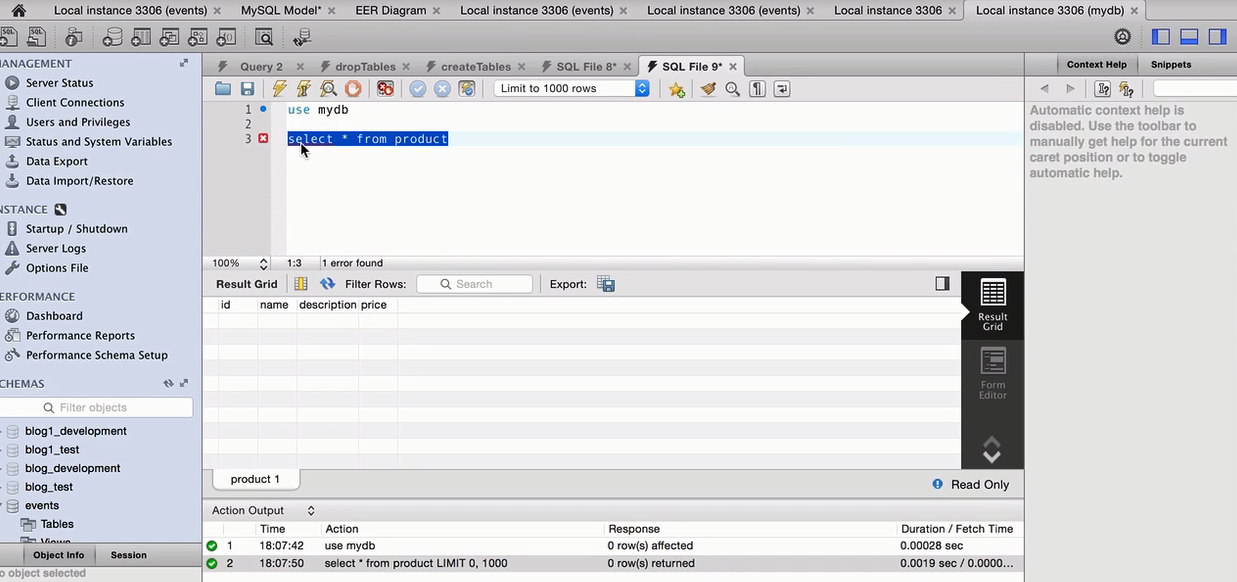 Local instance 3306 (events) MySQL Model* EER Diagram Local instance 3306 (events) Local instance 3306 (events) Local instance 3306 Local instance 3306 (mydb)
MANAGEMENT
Server Status
Client Connections
Users and Privileges
Status and System Variables
Data Export
Data Import/Restore
INSTANCE
Startup / Shutdown
Server Logs
Options File
PERFORMANCE
Dashboard
Performance Reports
Performance Schema Setup
SCHEMAS
Filter objects
blog1_development
blog1_test
blog_development
blog_test
events
Tables
Views
Object Info Session
o object selected
Query 2 dropTables createTables SQL File 8* SQL File 9*
Limit to 1000 rows
1 use mydb
2
3 select * from product
100% 1:3 1 error found
Result Grid Filter Rows: Search Export:
id name description price
Result
Grid
Form
Editor
product 1
Read Only
Action Output
Time Action Response Duration / Fetch Time
1 18:07:42 use mydb 0 row(s) affected 0.00028 sec
2 18:07:50 select * from product LIMIT 0, 1000 0 row(s) returned 0.0019 sec / 0.0000...
Context Help Snippets
Automatic context help is
disabled. Use the toolbar to
manually get help for the current
caret position or to toggle
automatic help.